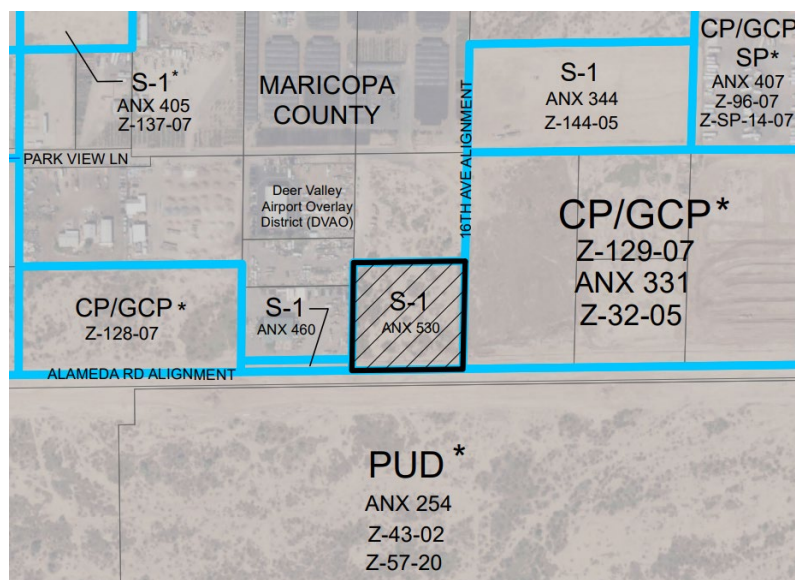 S-1*
ANX 405
Z-137-07
MARICOPA
COUNTY
S-1
ANX 344
Z-144-05
CP/GCP
SP*
ANX 407
Z-96-07
Z-SP-14-07
PARK VIEW LN
16TH AVE ALIGNMENT
Deer Valley
Airport Overlay
District (DVAO)
CP/GCP*
Z-129-07
ANX 331
Z-32-05
CP/GCP *
Z-128-07
S-1
ANX 460
S-1
ANX 530
ALAMEDA RD ALIGNMENT
PUD *
ANX 254
Z-43-02
Z-57-20